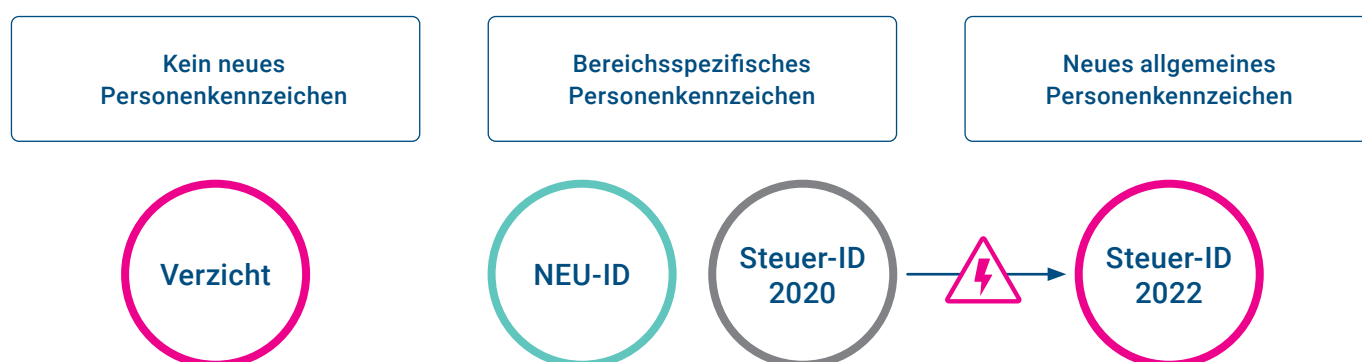 Kein neues
Personenkennzeichen
Bereichsspezifisches
Personenkennzeichen
Neues allgemeines
Personenkennzeichen
Verzicht
NEU-ID
Steuer-ID
2020
Steuer-ID
2022